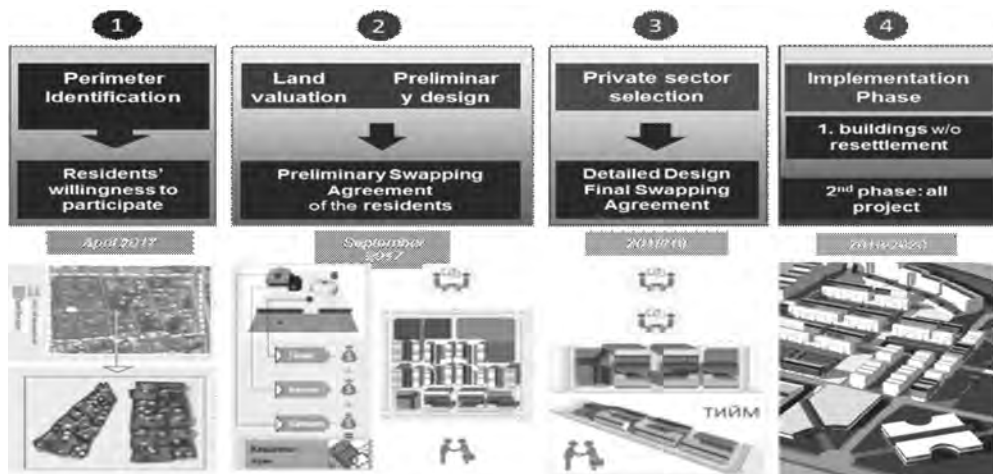 1
Perimeter
Identification
Residents'
willingness to
participate
April 2017
2
Land
valuation
Preliminar
y design
Preliminary Swapping
Agreement
of the residents
September
2017
3
Private sector
selection
Detailed Design
Final Swapping
Agreement
ТИЙМ
4
Implementation
Phase
1. buildings w/o
resettlement
2nd phase: all
project